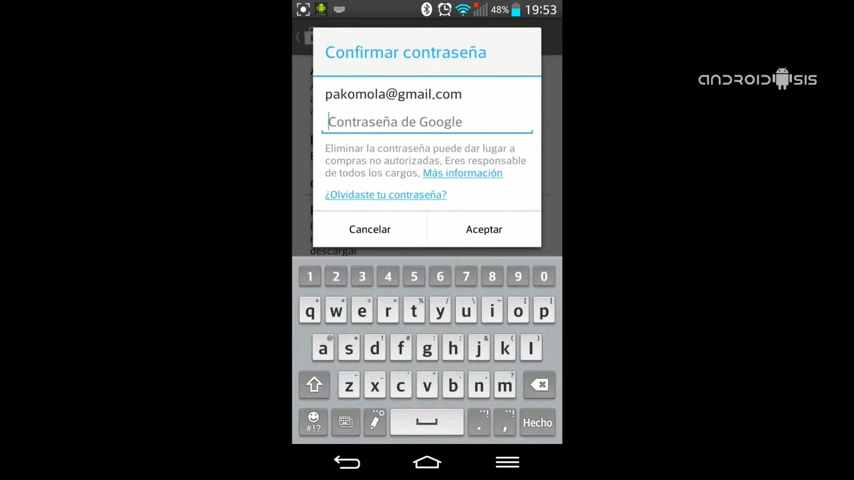 48% 19:53
Confirmar contraseña
pakomola@gmail.com
Contraseña de Google
Eliminar la contraseña puede dar lugar a
compras no autorizadas. Eres responsable
de todos los cargos. Más información
¿Olvidaste tu contraseña?
Cancelar Aceptar
descargar
ANDROIDSIS
1 2 3 4 5 6 7 8 9 0
q w e r t y u i o p
a s d f g h j k l
z x c v b n m
#!? . , Hecho